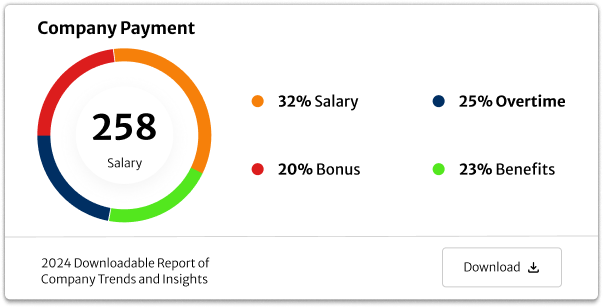 Company Payment
258
Salary
32% Salary
25% Overtime
20% Bonus
23% Benefits
2024 Downloadable Report of
Company Trends and Insights
Download